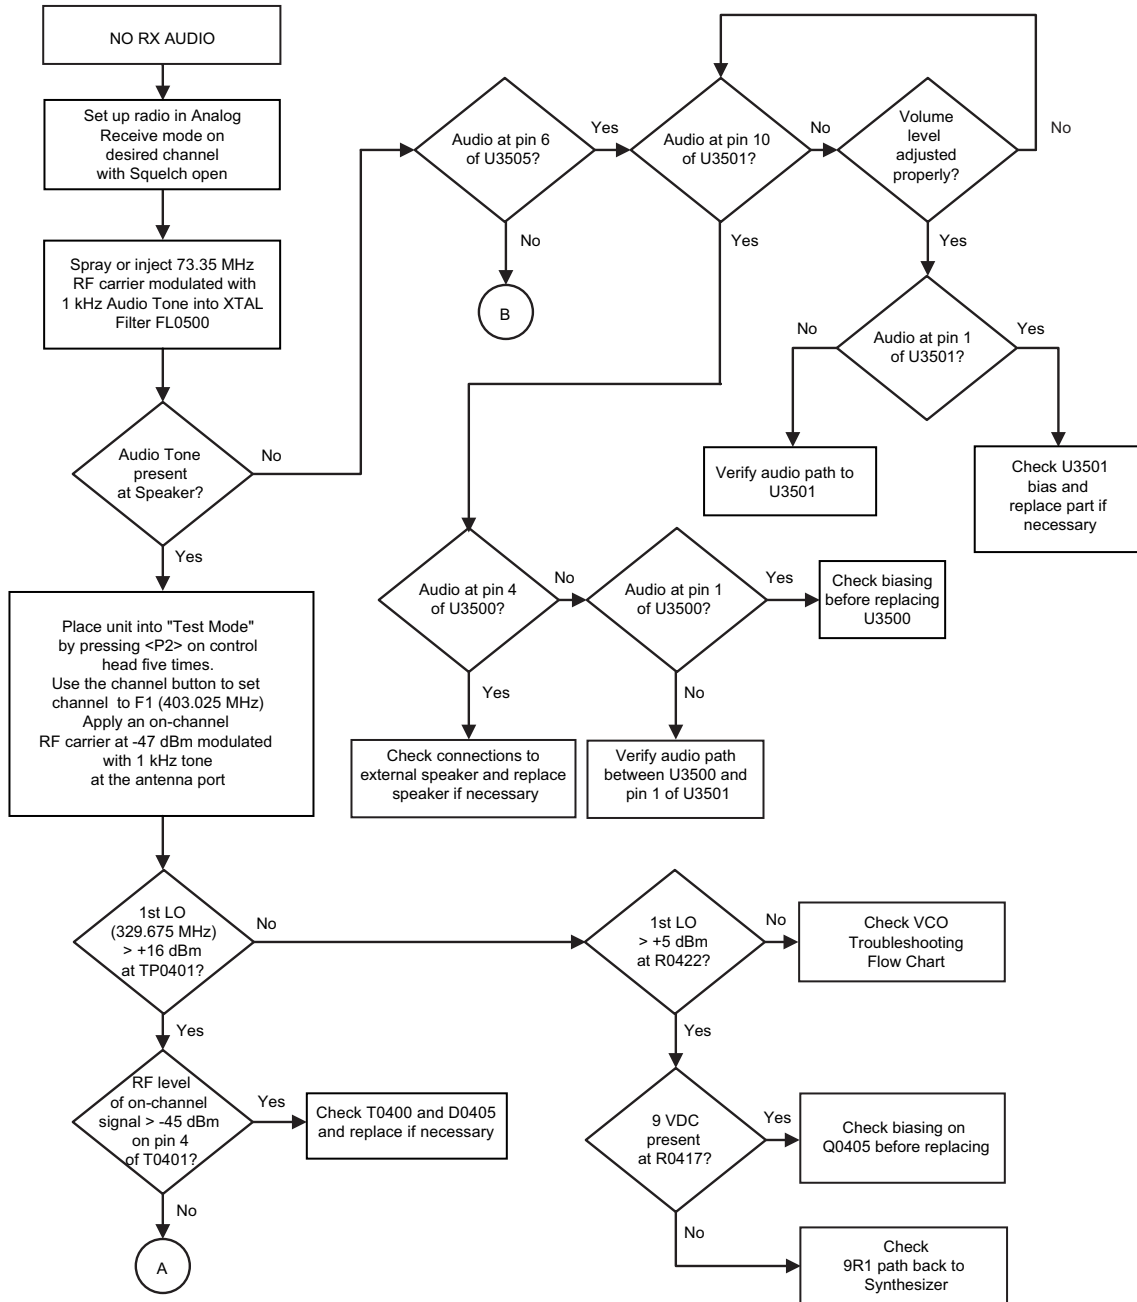 NO RX AUDIO
Set up radio in Analog
Receive mode on
desired channel
with Squelch open
Spray or inject 73.35 MHz
RF carrier modulated with
1 kHz Audio Tone into XTAL
Filter FL0500
Audio Tone
present
at Speaker?
No
Yes
Place unit into "Test Mode"
by pressing <P2> on control
head five times.
Use the channel button to set
channel to F1 (403.025 MHz)
Apply an on-channel
RF carrier at -47 dBm modulated
with 1 kHz tone
at the antenna port
Audio at pin 6
of U3505?
Yes
No
B
Audio at pin 10
of U3501?
No
Yes
Volume
level
adjusted
properly?
No
Yes
Audio at pin 1
of U3501?
No
Yes
Verify audio path to
U3501
Check U3501
bias and
replace part if
necessary
Audio at pin 4
of U3500?
No
Yes
Audio at pin 1
of U3500?
Yes
No
Check biasing
before replacing
U3500
Check connections to
external speaker and replace
speaker if necessary
Verify audio path
between U3500 and
pin 1 of U3501
1st LO
(329.675 MHz)
> +16 dBm
at TP0401?
No
Yes
1st LO
> +5 dBm
at R0422?
No
Yes
Check VCO
Troubleshooting
Flow Chart
RF level
of on-channel
signal > -45 dBm
on pin 4
of T0401?
Yes
No
Check T0400 and D0405
and replace if necessary
A
9 VDC
present
at R0417?
Yes
No
Check biasing on
Q0405 before replacing
Check
9R1 path back to
Synthesizer